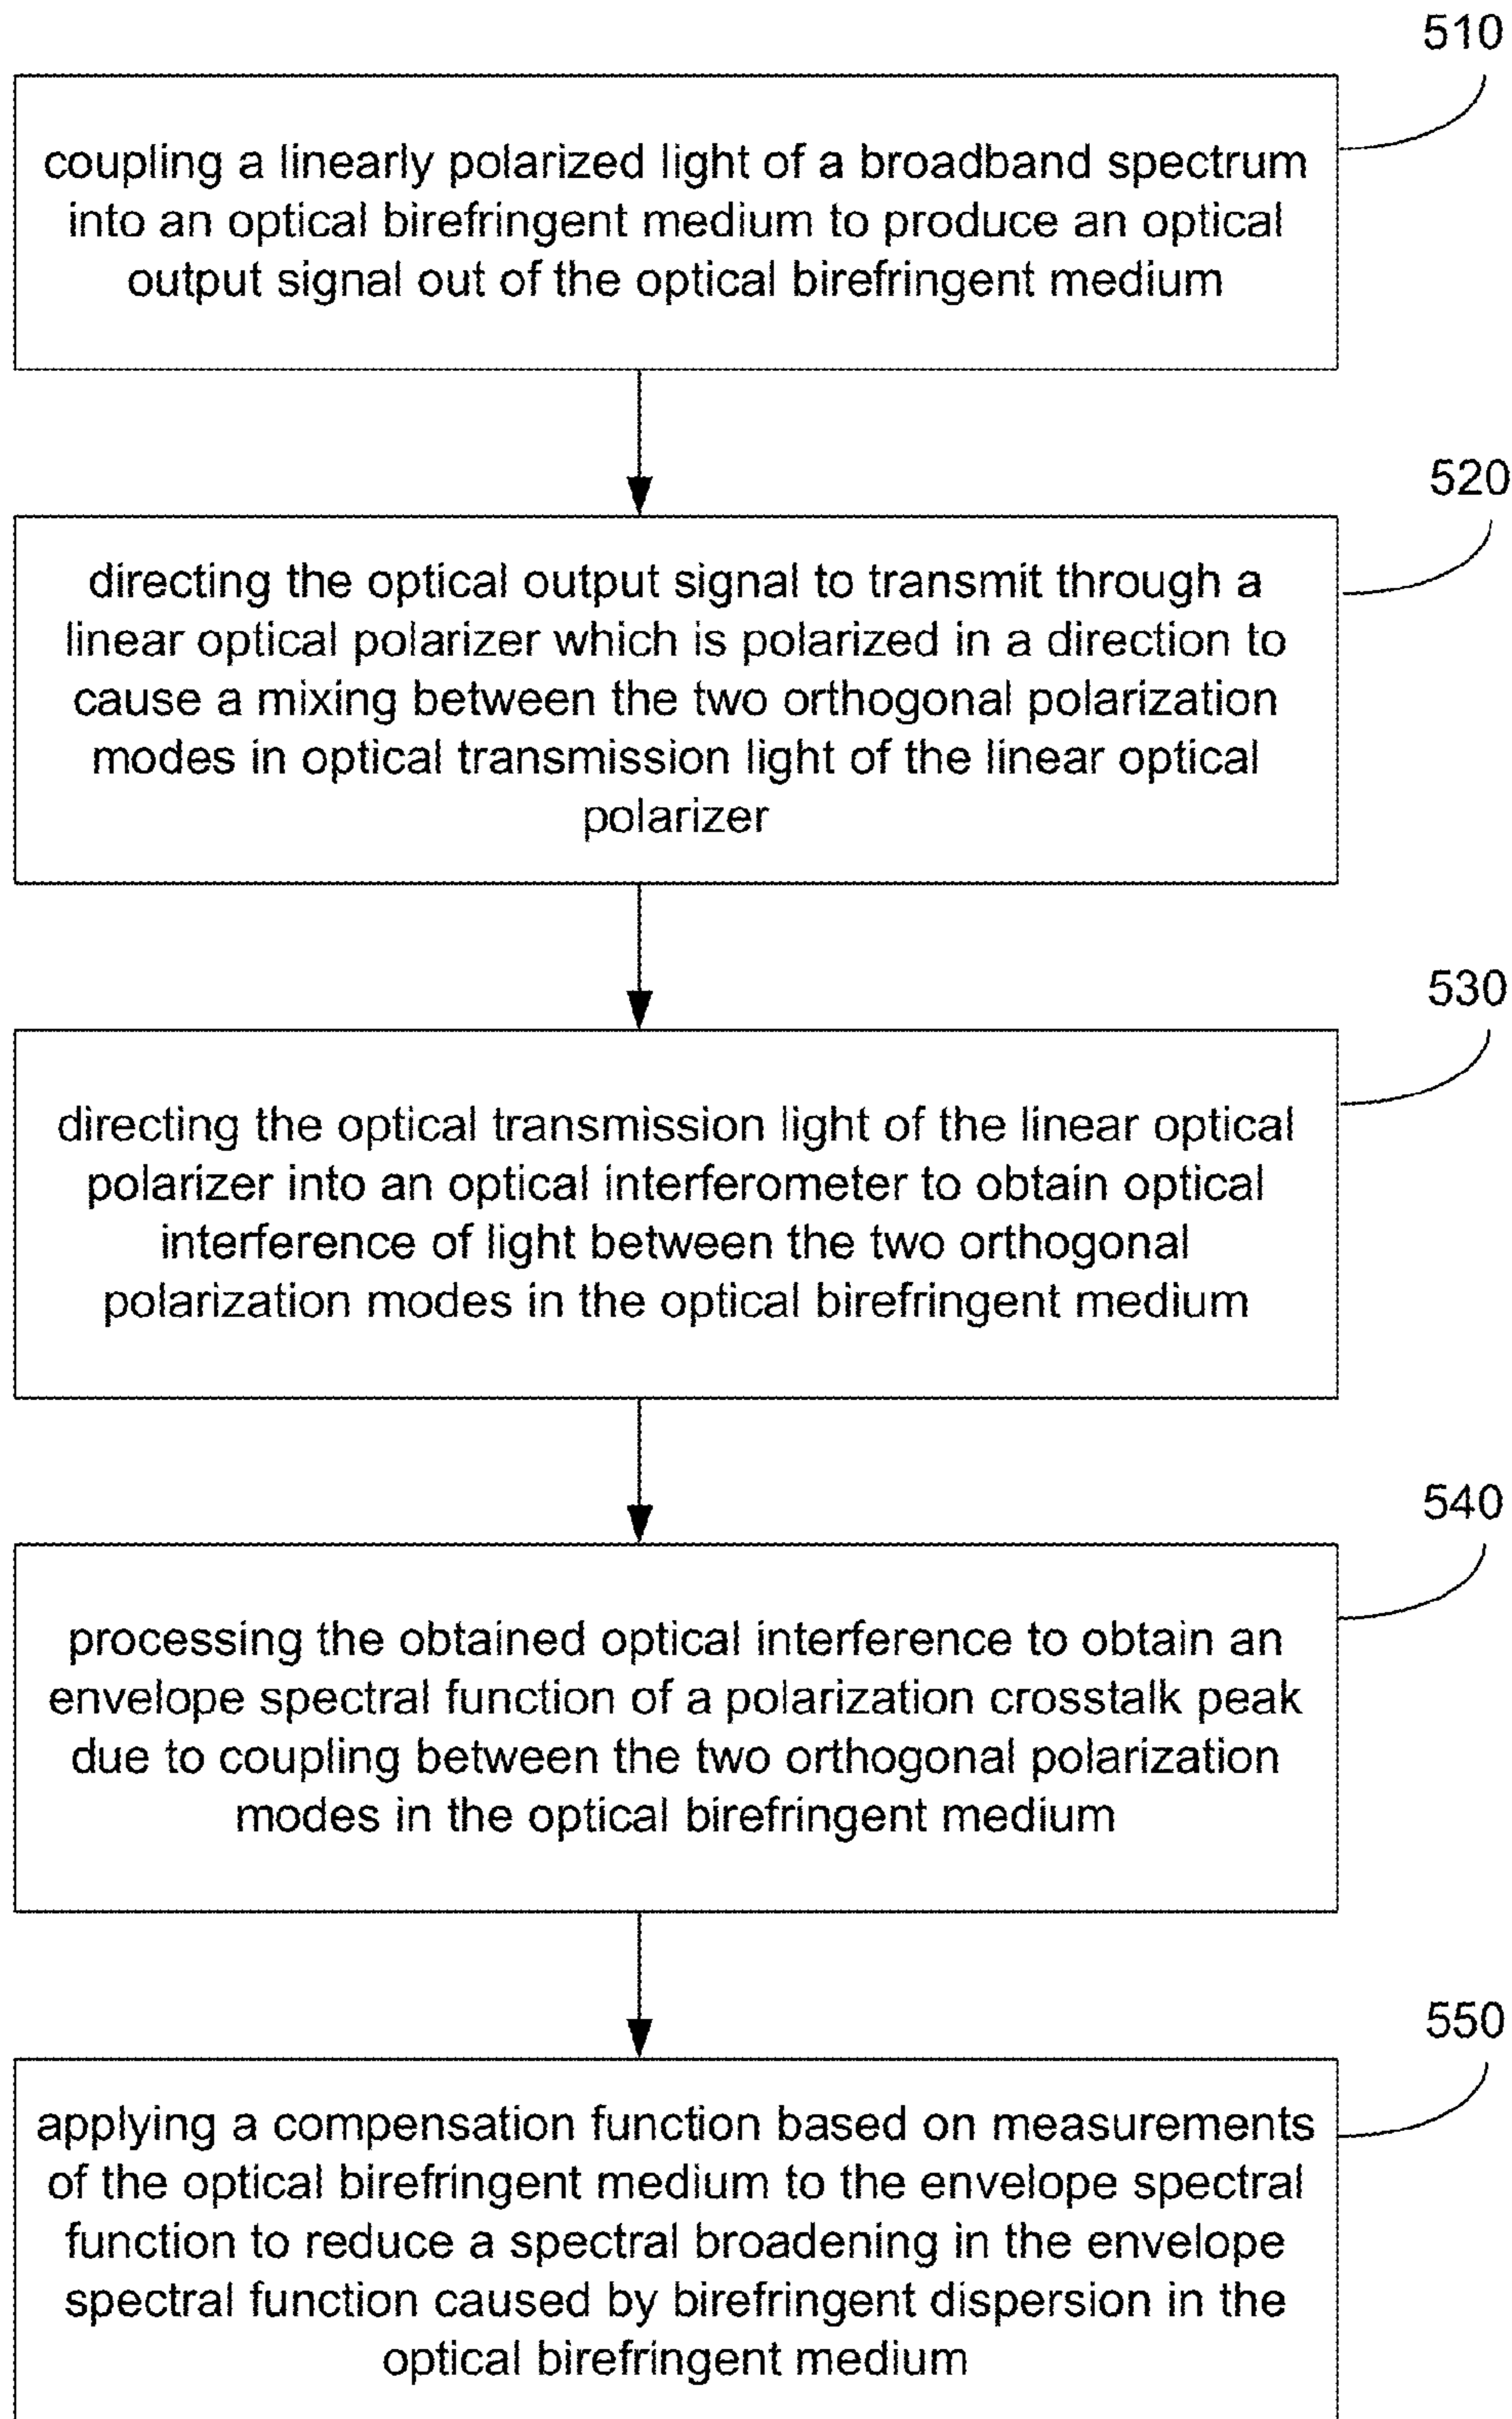 510
coupling a linearly polarized light of a broadband spectrum
into an optical birefringent medium to produce an optical
output signal out of the optical birefringent medium
520
directing the optical output signal to transmit through a
linear optical polarizer which is polarized in a direction to
cause a mixing between the two orthogonal polarization
modes in optical transmission light of the linear optical
polarizer
530
directing the optical transmission light of the linear optical
polarizer into an optical interferometer to obtain optical
interference of light between the two orthogonal
polarization modes in the optical birefringent medium
540
processing the obtained optical interference to obtain an
envelope spectral function of a polarization crosstalk peak
due to coupling between the two orthogonal polarization
modes in the optical birefringent medium
550
applying a compensation function based on measurements
of the optical birefringent medium to the envelope spectral
function to reduce a spectral broadening in the envelope
spectral function caused by birefringent dispersion in the
optical birefringent medium